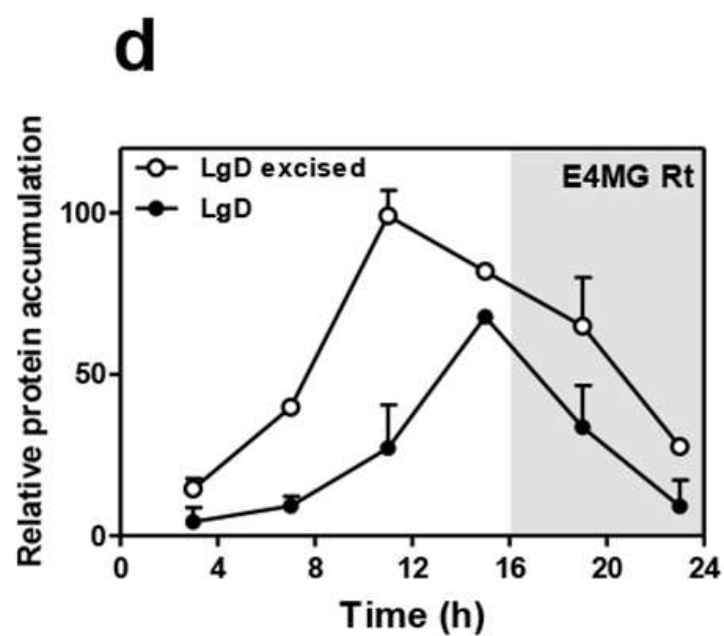 d
Relative protein accumulation
LgD excised
LgD
E4MG Rt
100
50
0
0 4 8 12 16 20 24
Time (h)